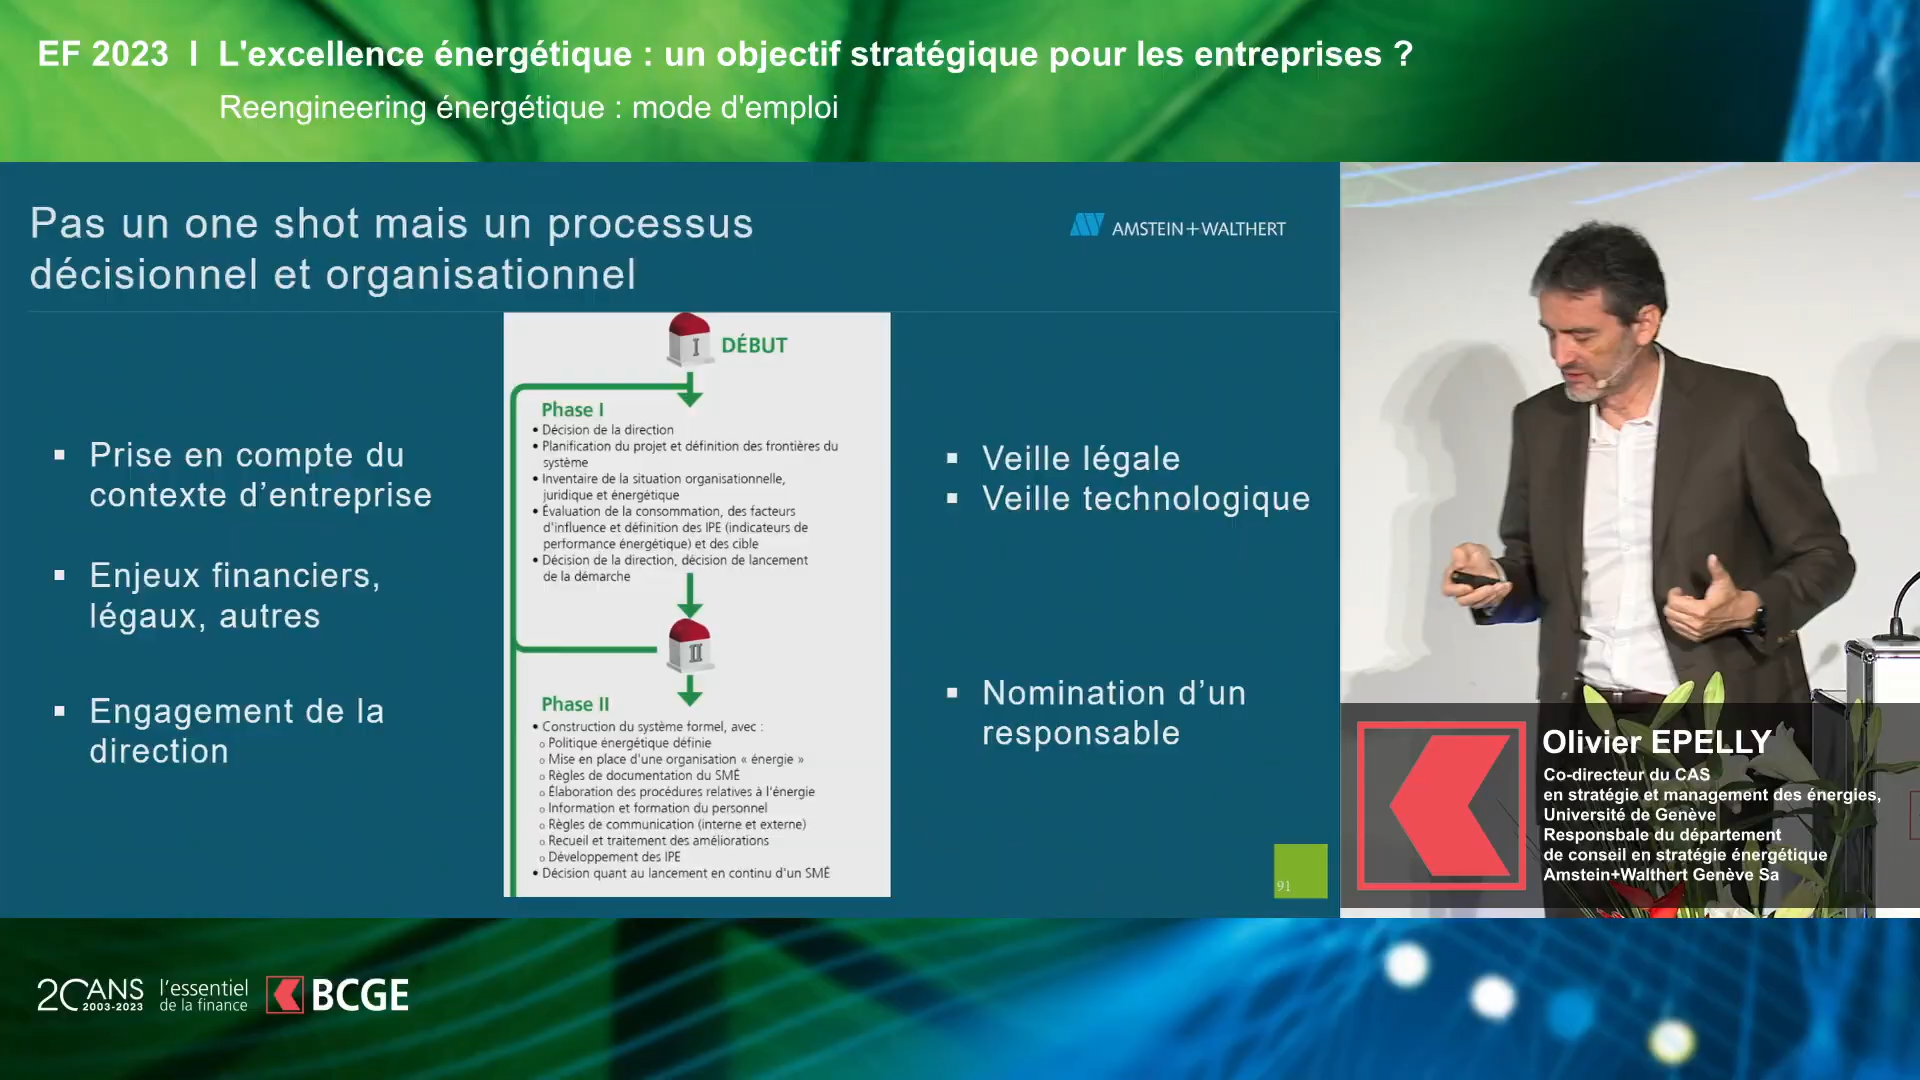 EF 2023 I L'excellence énergétique : un objectif stratégique pour les entreprises ?
Reengineering énergétique : mode d'emploi
Pas un one shot mais un processus
décisionnel et organisationnel
AMSTEIN+WALTHERT
Prise en compte du
contexte d’entreprise
Enjeux financiers,
légaux, autres
Engagement de la
direction
I
DÉBUT
Phase I
• Décision de la direction
• Planification du projet et définition des frontières du
système
• Inventaire de la situation organisationnelle,
juridique et énergétique
• Évaluation de la consommation, des facteurs
d'influence et définition des IPE (indicateurs de
performance énergétique) et des cible
• Décision de la direction, décision de lancement
de la démarche
II
Phase II
• Construction du système formel, avec :
o Politique énergétique définie
o Mise en place d'une organisation « énergie »
o Règles de documentation du SMÉ
o Élaboration des procédures relatives à l'énergie
o Information et formation du personnel
o Règles de communication (interne et externe)
o Recueil et traitement des améliorations
o Développement des IPE
• Décision quant au lancement en continu d'un SMÉ
Veille légale
Veille technologique
Nomination d’un
responsable
91
Olivier EPELLY
Co-directeur du CAS
en stratégie et management des énergies,
Université de Genève
Responsbale du département
de conseil en stratégie énergétique
Amstein+Walthert Genève Sa
20 ANS
2003-2023
l'essentiel
de la finance
BCGE